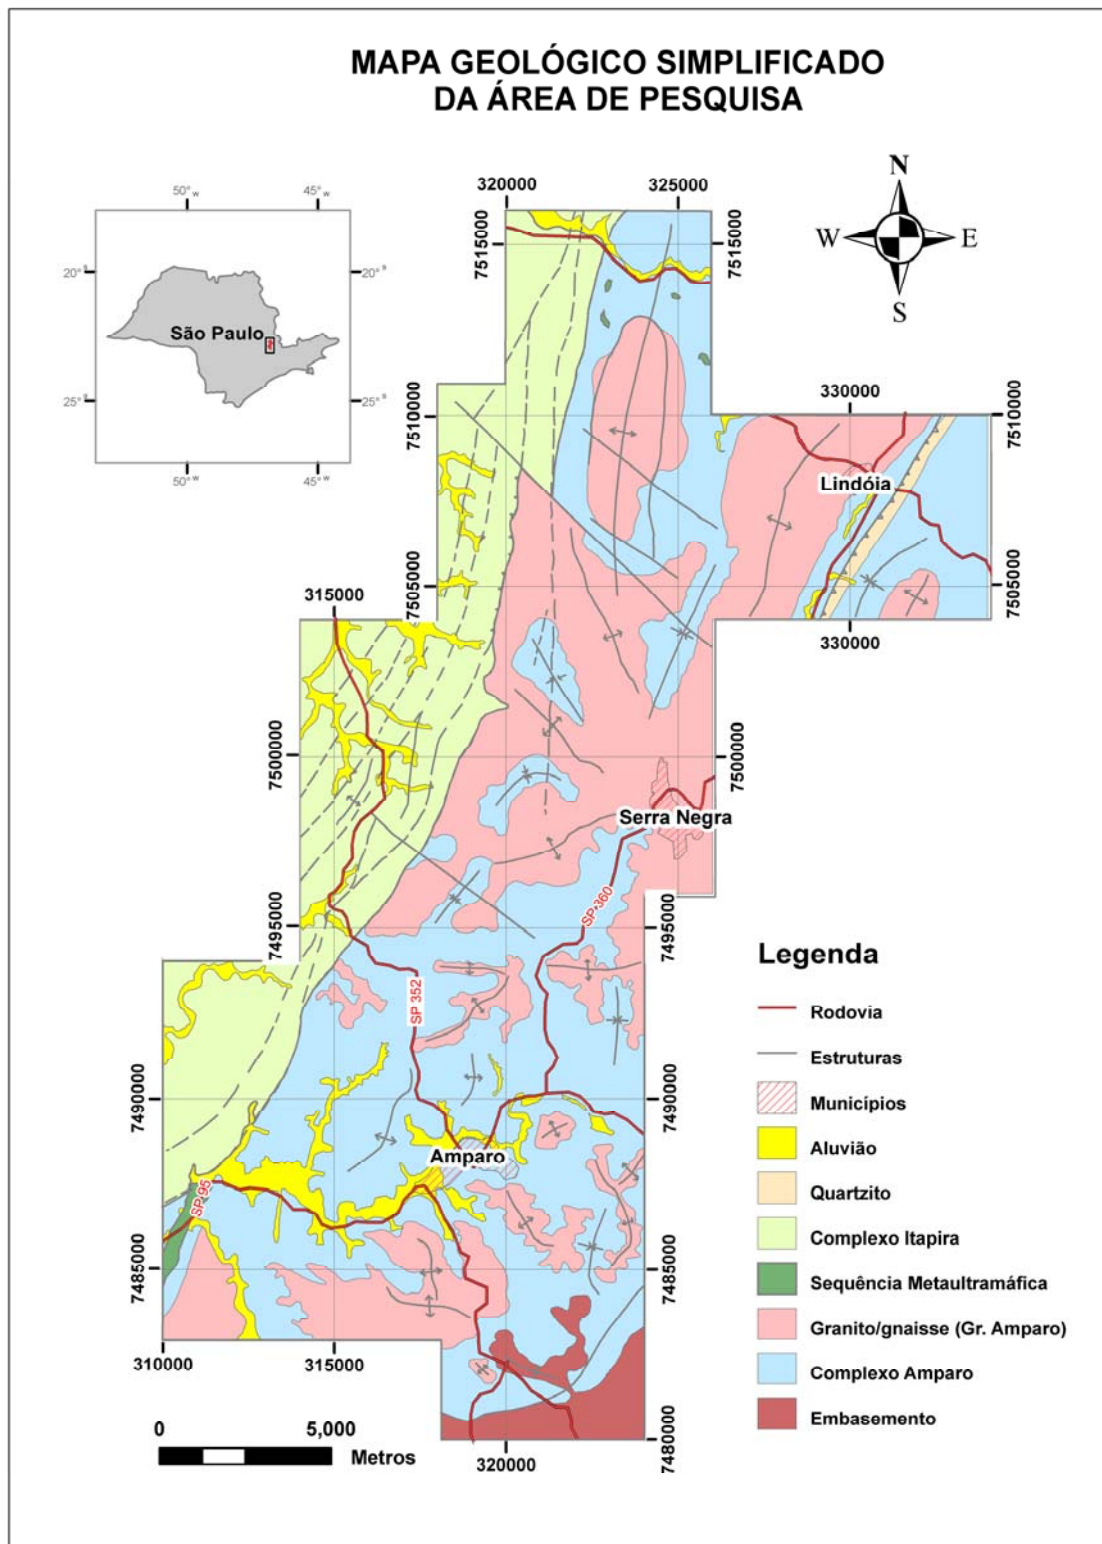 MAPA GEOLÓGICO SIMPLIFICADO
DA ÁREA DE PESQUISA
50° W
45° W
20° S
20° S
25° S
25° S
50° W
45° W
São Paulo
N
W
E
S
320000
325000
7515000
7515000
7510000
330000
7510000
Lindóia
7505000
7505000
315000
330000
7500000
7500000
Serra Negra
SP 360
7495000
7495000
SP 352
7490000
7490000
Amparo
SP 95
7485000
7485000
310000
315000
7480000
320000
0
5,000
Metros
Legenda
Rodovia
Estruturas
Municípios
Aluvião
Quartzito
Complexo Itapira
Sequência Metaultramáfica
Granito/gnaisse (Gr. Amparo)
Complexo Amparo
Embasemento